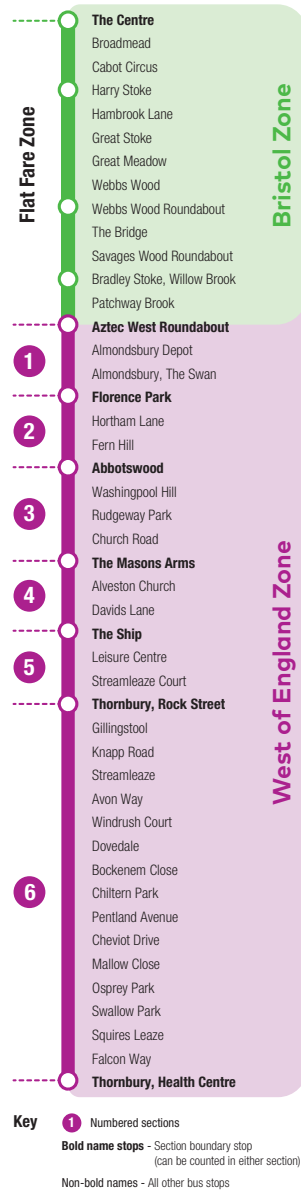 The Centre
Broadmead
Cabot Circus
Harry Stoke
Hambrook Lane
Great Stoke
Great Meadow
Webbs Wood
Webbs Wood Roundabout
The Bridge
Savages Wood Roundabout
Bradley Stoke, Willow Brook
Patchway Brook
Flat Fare Zone
Bristol Zone
Aztec West Roundabout
1
Almondsbury Depot
Almondsbury, The Swan
Florence Park
2
Hortham Lane
Fern Hill
Abbotswood
3
Washingpool Hill
Rudgeway Park
Church Road
The Masons Arms
4
Alveston Church
Davids Lane
The Ship
5
Leisure Centre
Streamleaze Court
Thornbury, Rock Street
6
Gillingstool
Knapp Road
Streamleaze
Avon Way
Windrush Court
Dovedale
Bockenem Close
Chiltern Park
Pentland Avenue
Cheviot Drive
Mallow Close
Osprey Park
Swallow Park
Squires Leaze
Falcon Way
Thornbury, Health Centre
West of England Zone
Key
1 Numbered sections
Bold name stops - Section boundary stop
(can be counted in either section)
Non-bold names - All other bus stops